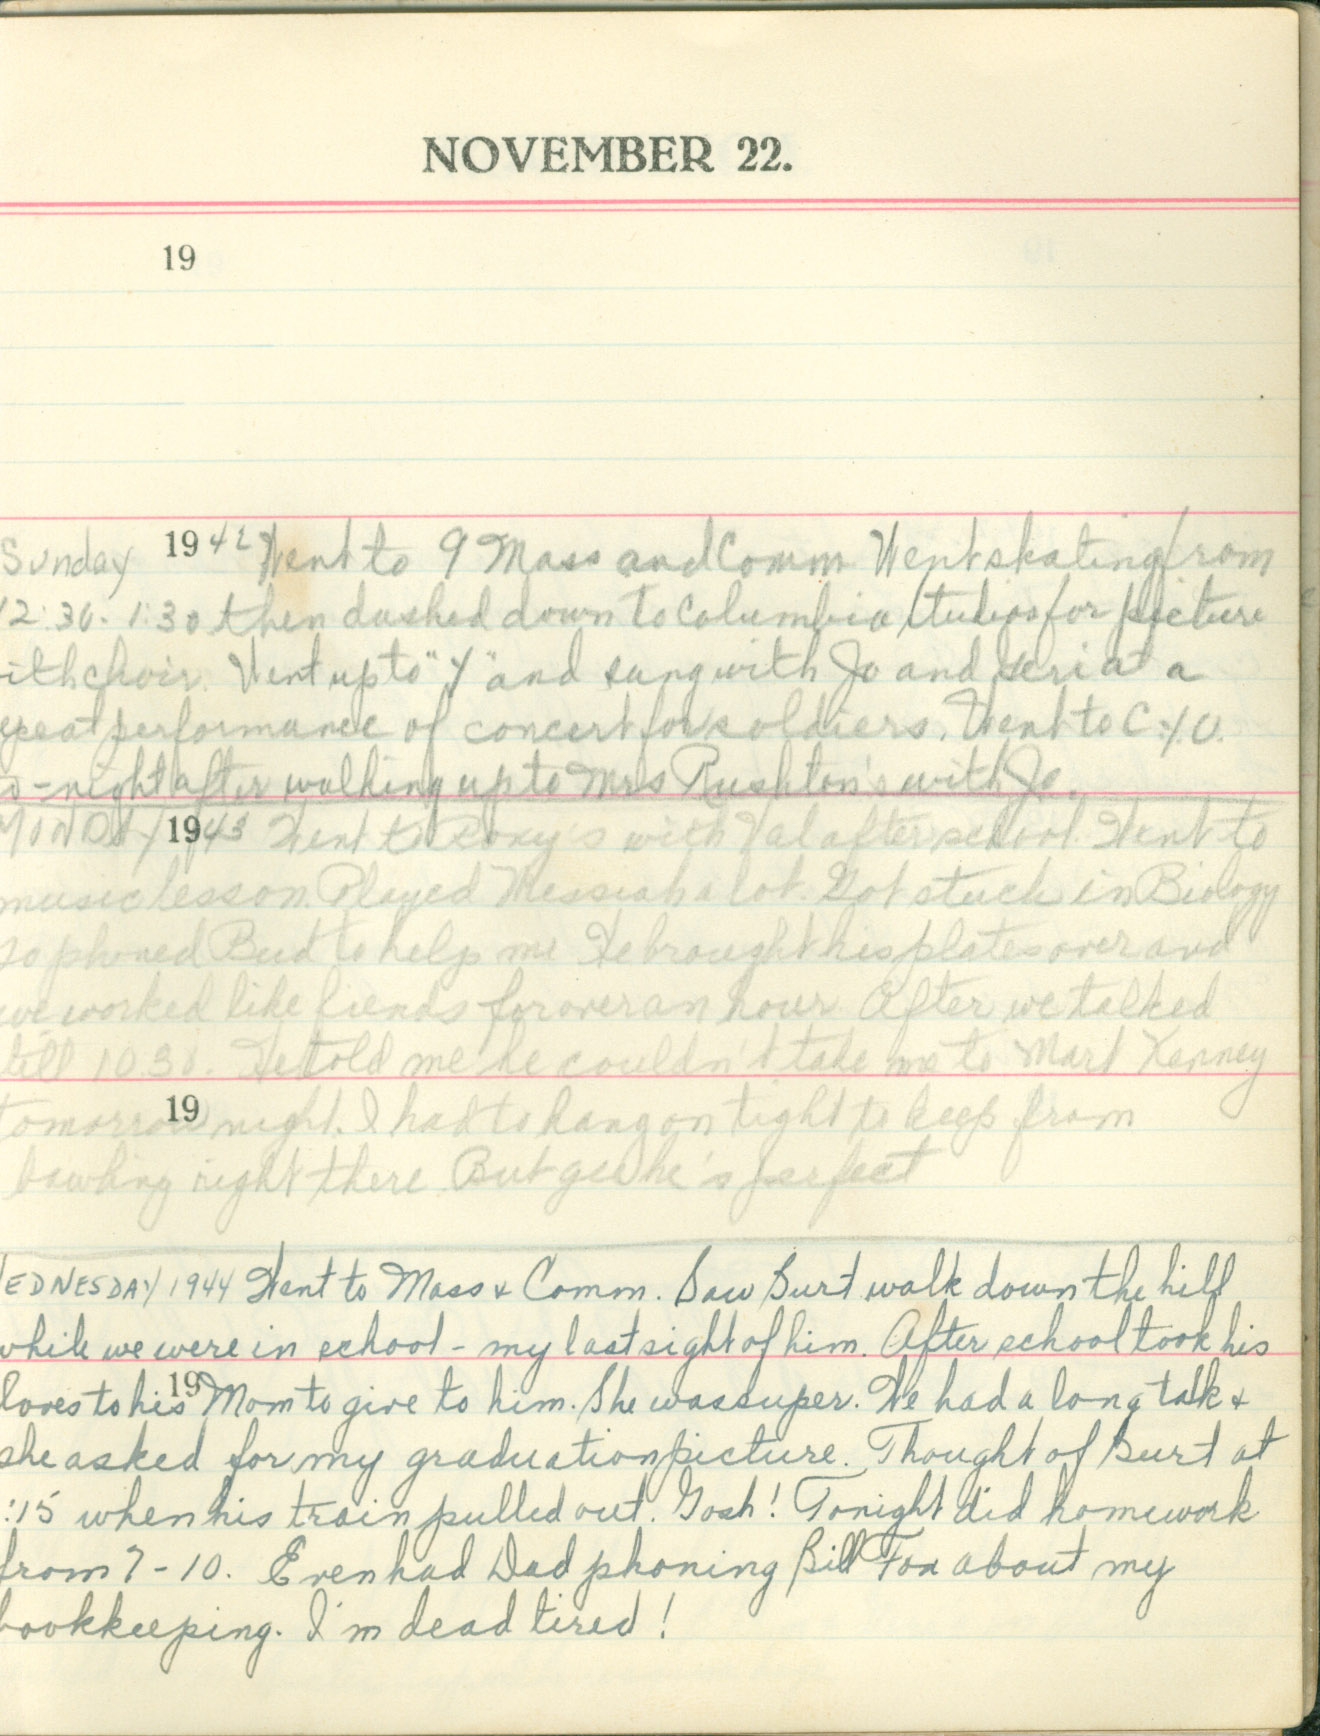 NOVEMBER 22.
19
Sunday 1942 Went to 9 Mass and Comm Went skating from
12:30-1:30 then dashed down to Columbia Studios for picture
ith choir. Went up to "Y" and sang with Jo and Geri at a
epeat performance of concert for soldiers. Went to C.Y.O.
o-night after walking up to Mrs Rushton's with Jo.
MONDAY 1943 Went to Roxy's with Val after school. Went to
music lesson. Played Messiah a lot. Got stuck in Biology
so phoned Bud to help me He brought his plates over and
we worked like fiends for over an hour After we talked
till 10.30. He told me he couldn't take me to Mart Kenney
19
tomorrow night. I had to hang on tight to keep from
bawling right there But gee he's perfect
EDNESDAY 1944 Went to Mass & Comm. Saw Burt walk down the hill
while we were in school - my last sight of him. After school took his
19
loves to his Mom to give to him. She was super. We had a long talk &
she asked for my graduation picture. Thought of Burt at
:15 when his train pulled out. Gosh! Tonight did homework
from 7-10. Even had Dad phoning Bill Fox about my
bookkeeping. I'm dead tired!